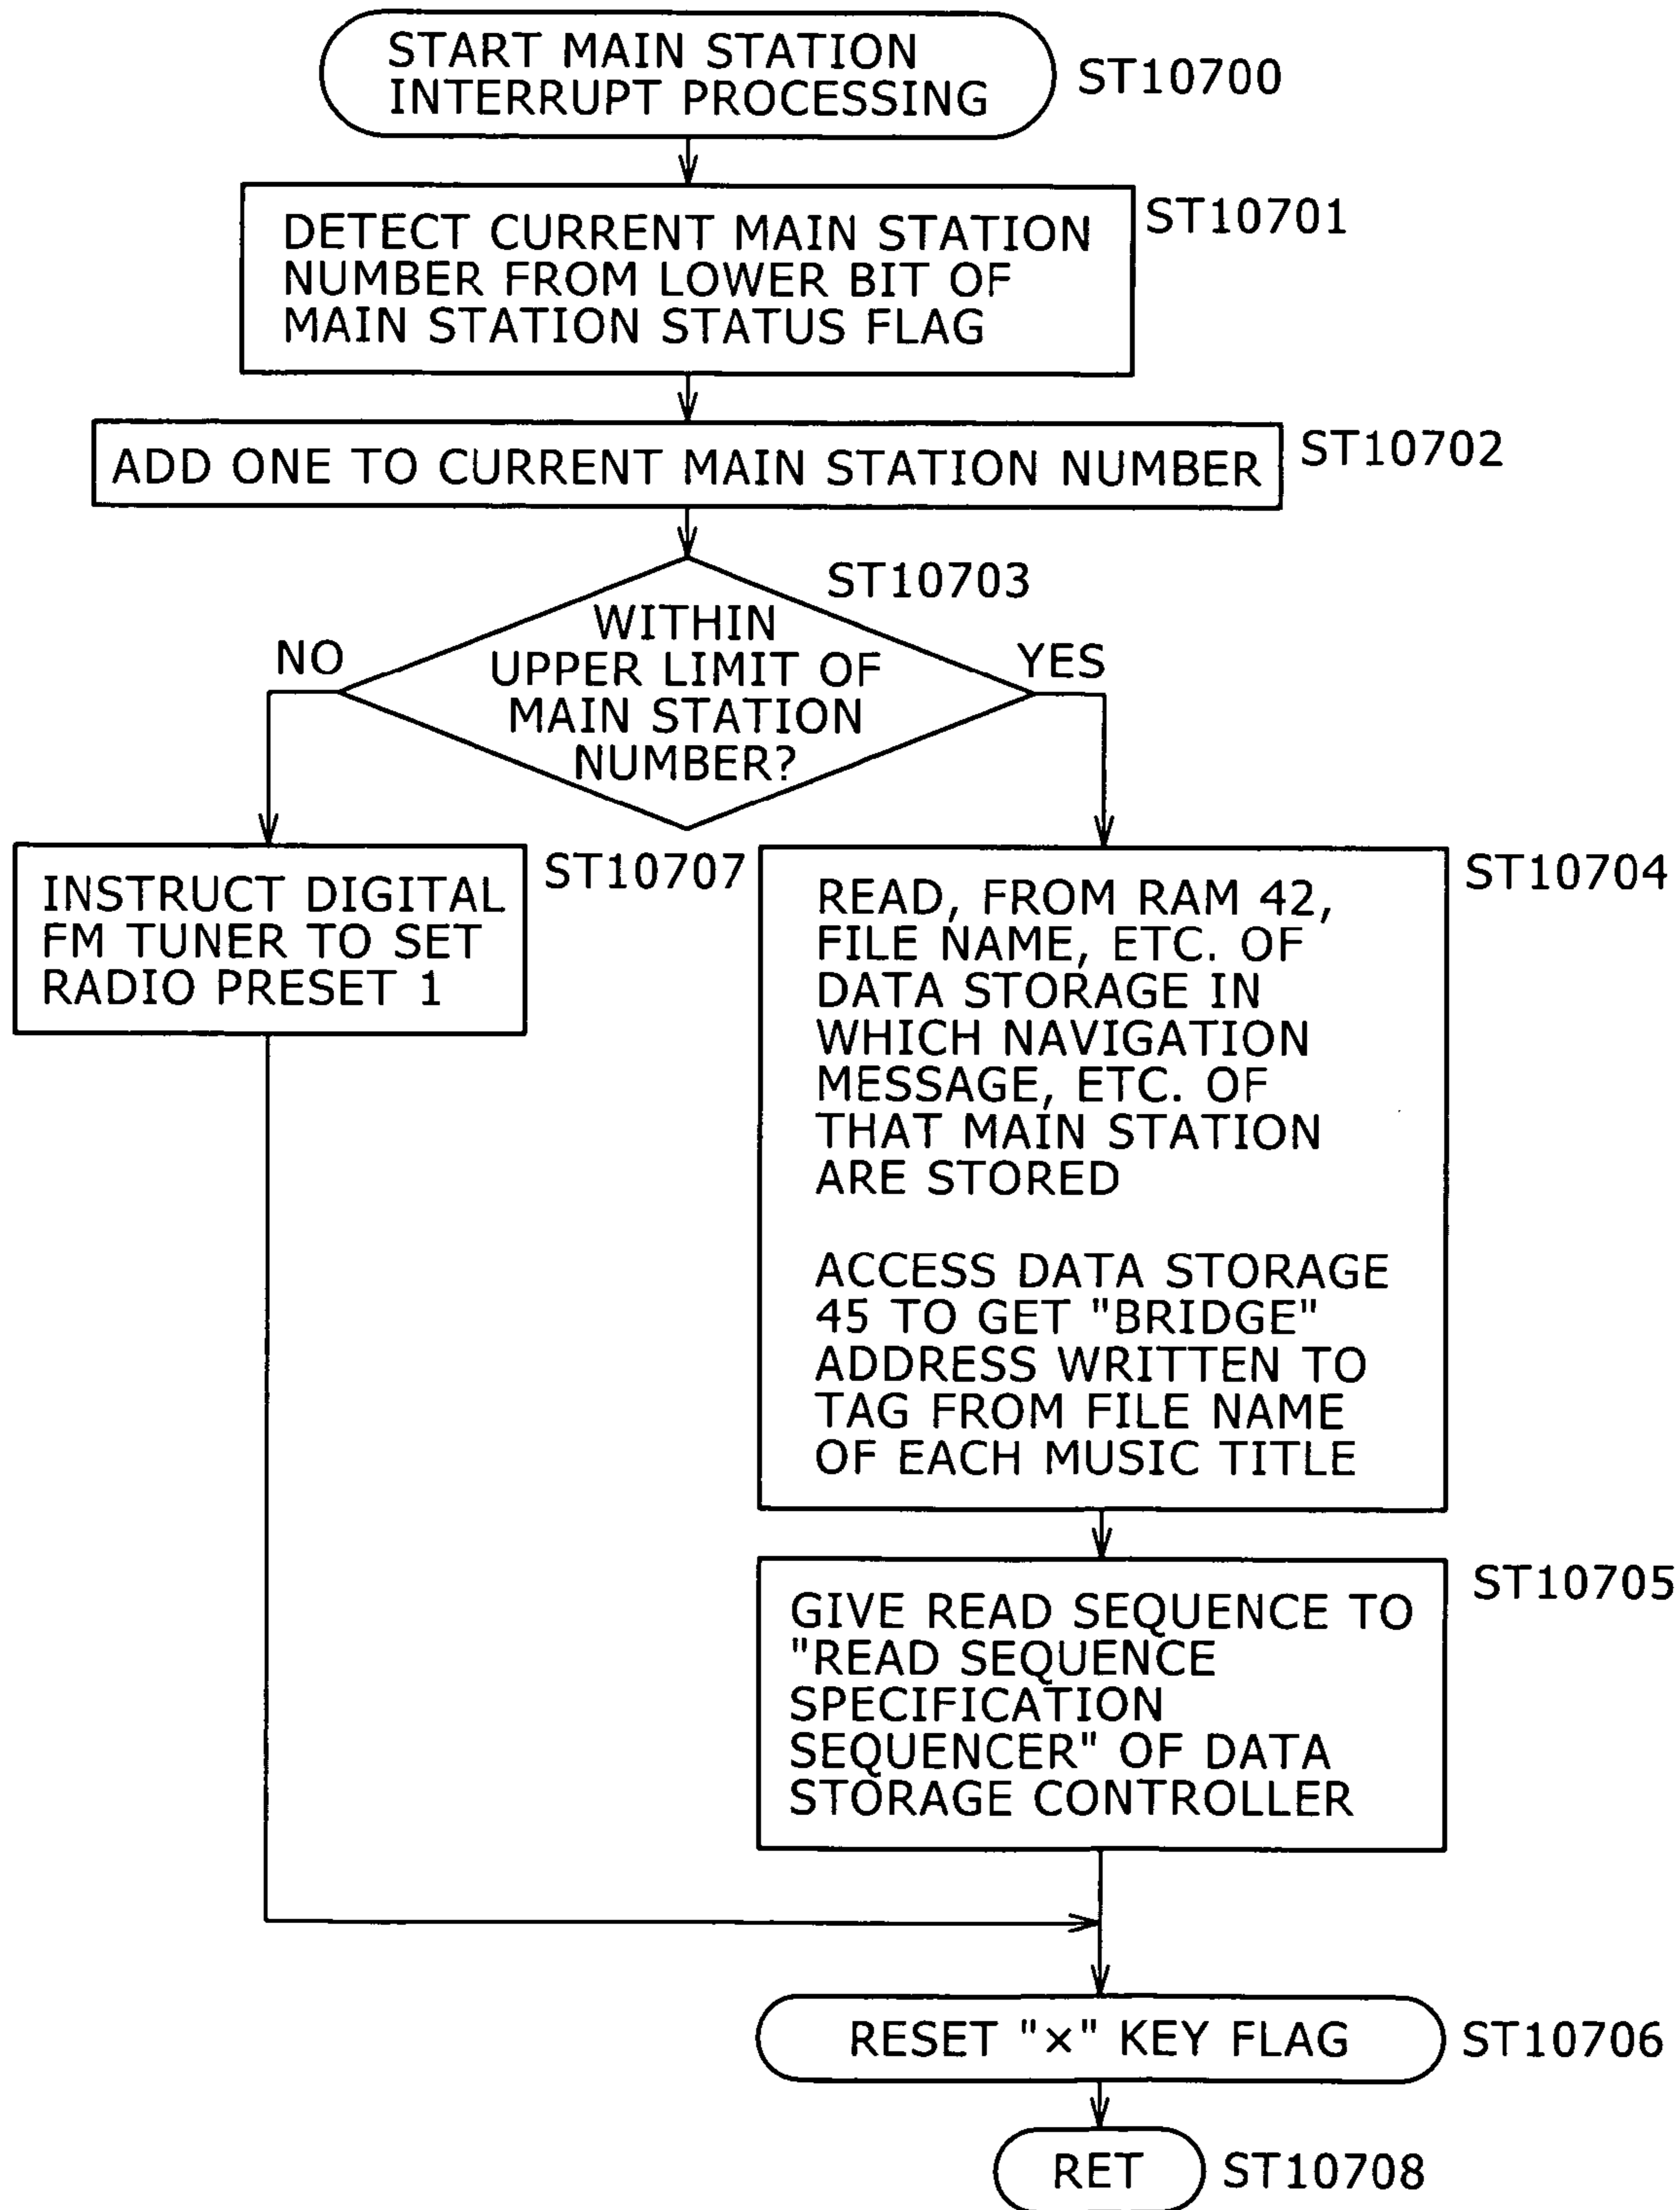 START MAIN STATION
INTERRUPT PROCESSING
ST10700
DETECT CURRENT MAIN STATION
NUMBER FROM LOWER BIT OF
MAIN STATION STATUS FLAG
ST10701
ADD ONE TO CURRENT MAIN STATION NUMBER
ST10702
ST10703
WITHIN
UPPER LIMIT OF
MAIN STATION
NUMBER?
NO
YES
INSTRUCT DIGITAL
FM TUNER TO SET
RADIO PRESET 1
ST10707
READ, FROM RAM 42,
FILE NAME, ETC. OF
DATA STORAGE IN
WHICH NAVIGATION
MESSAGE, ETC. OF
THAT MAIN STATION
ARE STORED
ACCESS DATA STORAGE
45 TO GET "BRIDGE"
ADDRESS WRITTEN TO
TAG FROM FILE NAME
OF EACH MUSIC TITLE
ST10704
GIVE READ SEQUENCE TO
"READ SEQUENCE
SPECIFICATION
SEQUENCER" OF DATA
STORAGE CONTROLLER
ST10705
RESET "×" KEY FLAG
ST10706
RET
ST10708